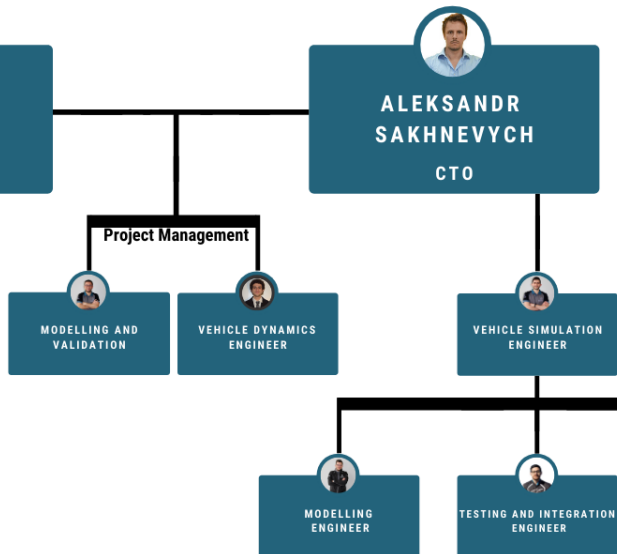 ALEKSANDR
SAKHNEVYCH
CTO
Project Management
MODELLING AND
VALIDATION
VEHICLE DYNAMICS
ENGINEER
VEHICLE SIMULATION
ENGINEER
MODELLING
ENGINEER
TESTING AND INTEGRATION
ENGINEER